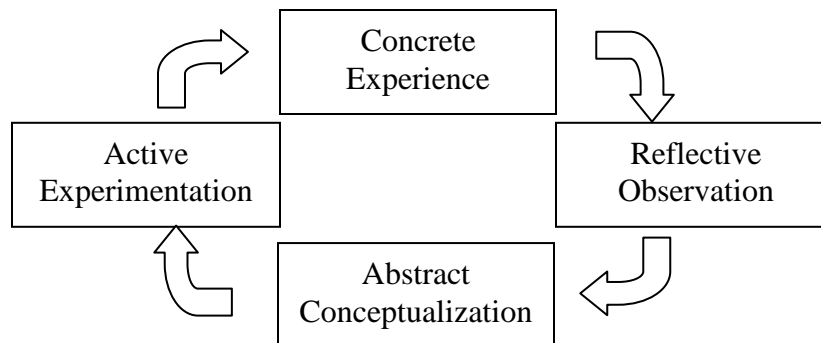 Concrete
Experience
Active
Experimentation
Reflective
Observation
Abstract
Conceptualization